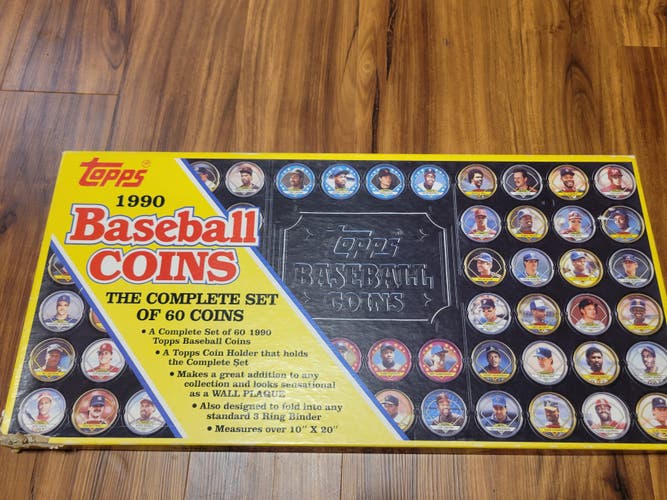 Topps
1990
Baseball
COINS
THE COMPLETE SET
OF 60 COINS
• A Complete Set of 60 1990
Topps Baseball Coins
• A Topps Coin Holder that holds
the Complete Set
• Makes a great addition to any
collection and looks sensational
as a WALL PLAQUE
• Also designed to fold into any
standard 3 Ring Binder
• Measures over 10" X 20"
Topps
BASEBALL
COINS